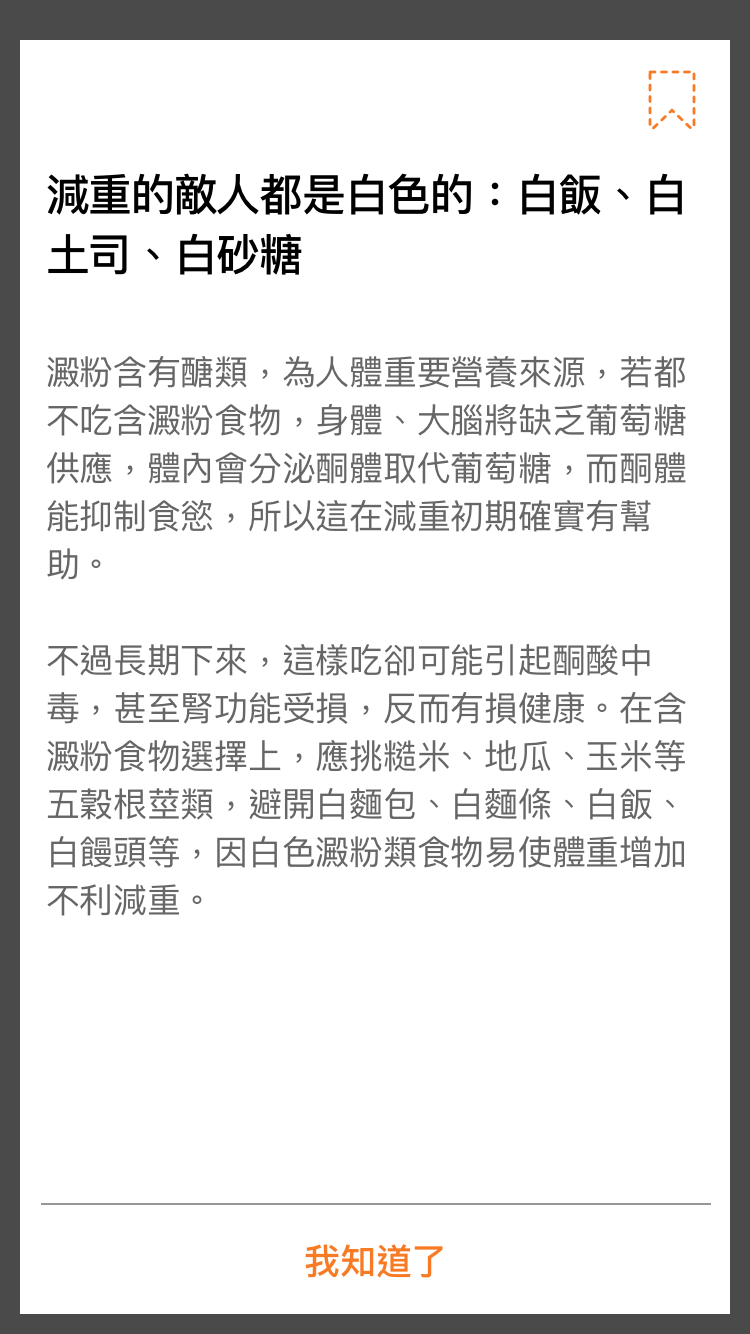 減重的敵人都是白色的：白飯、白
土司、白砂糖
澱粉含有醣類，為人體重要營養來源，若都
不吃含澱粉食物，身體、大腦將缺乏葡萄糖
供應，體內會分泌酮體取代葡萄糖，而酮體
能抑制食慾，所以這在減重初期確實有幫
助。
不過長期下來，這樣吃卻可能引起酮酸中
毒，甚至腎功能受損，反而有損健康。在含
澱粉食物選擇上，應挑糙米、地瓜、玉米等
五穀根莖類，避開白麵包、白麵條、白飯、
白饅頭等，因白色澱粉類食物易使體重增加
不利減重。
我知道了